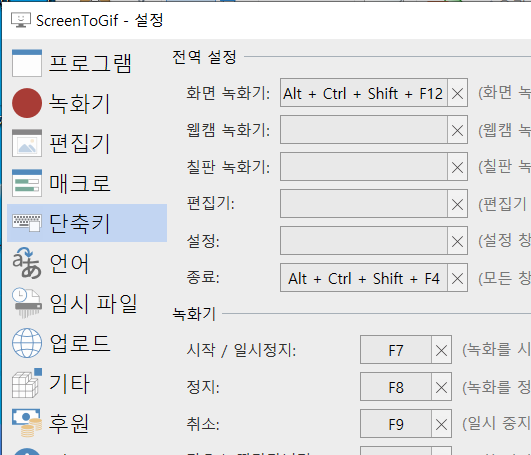 ScreenToGif - 설정
프로그램
녹화기
편집기
매크로
단축키
언어
임시 파일
업로드
기타
후원
전역 설정
화면 녹화기: Alt + Ctrl + Shift + F12 (화면 녹
웹캠 녹화기: (웹캠 녹
칠판 녹화기: (칠판 녹
편집기: (편집기
설정: (설정 창
종료: Alt + Ctrl + Shift + F4 (모든 창
녹화기
시작 / 일시정지: F7 (녹화를 시
정지: F8 (녹화를 정
취소: F9 (일시 중지